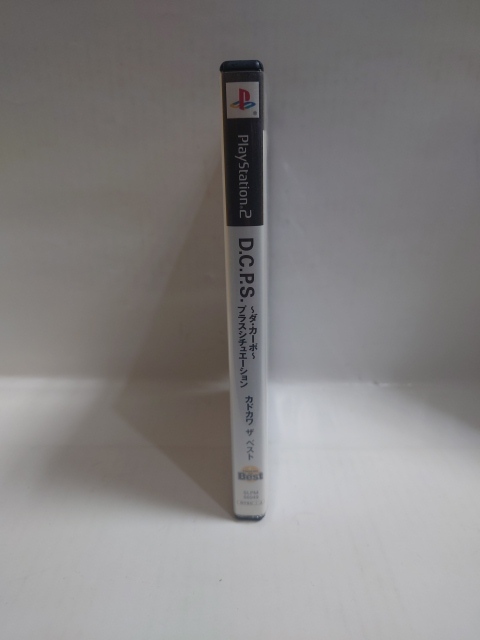 PlayStation®2
D.C.P.S.
～ダ・カーポ～
プラスシチュエーション
カドカワ ザ ベスト
Best